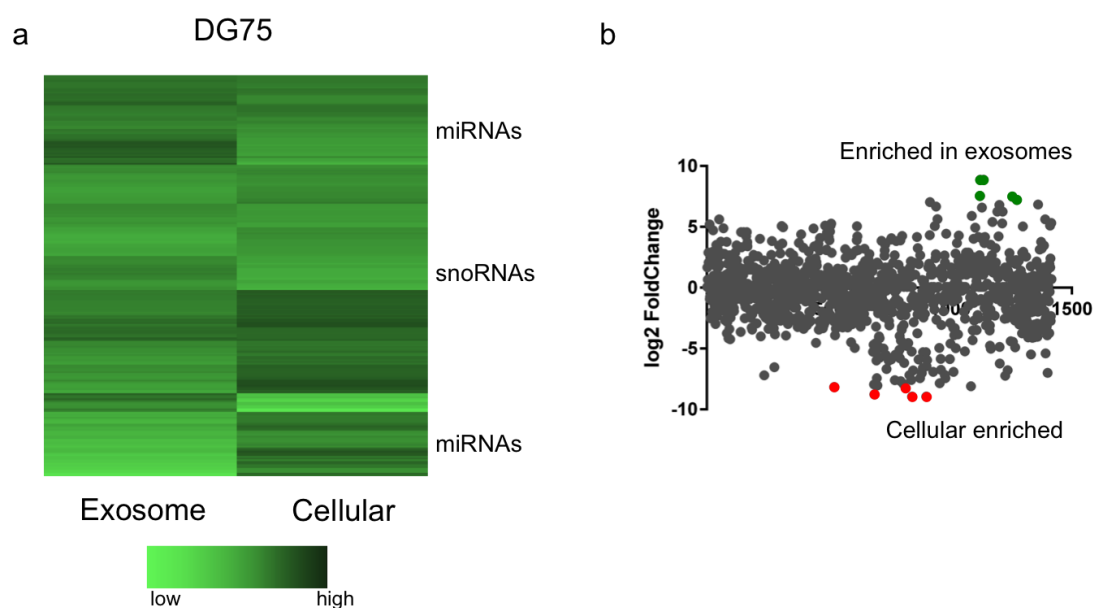 a
DG75
miRNAs
snoRNAs
miRNAs
Exosome Cellular
low high
b
Enriched in exosomes
log2 FoldChange
10
5
0
-5
-10
1500
Cellular enriched